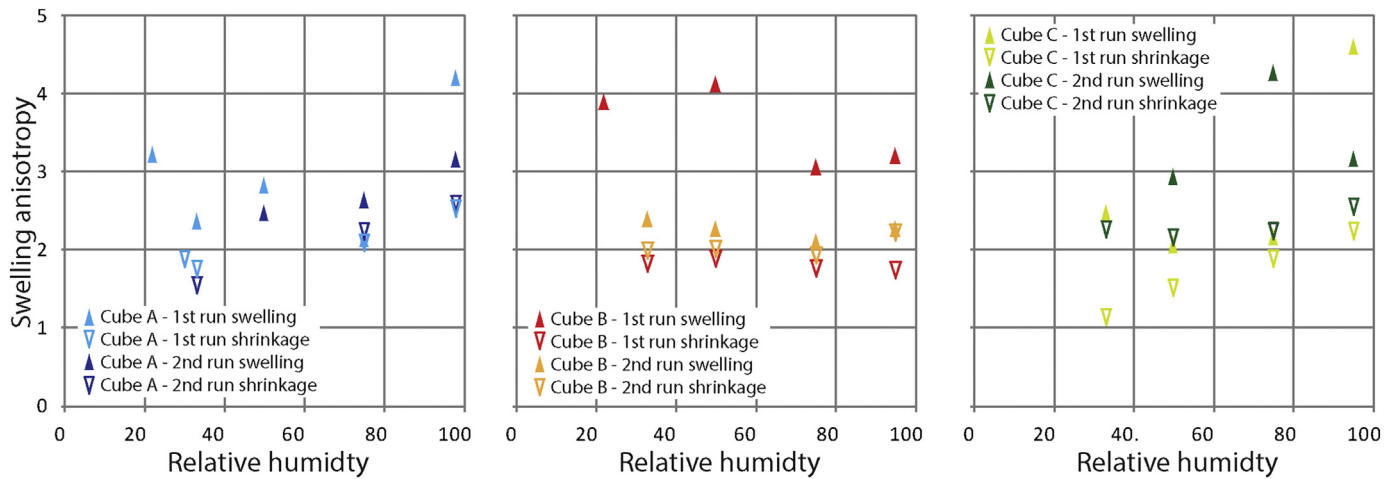 Swelling anisotropy
5
4
3
2
1
0
Cube A - 1st run swelling
Cube A - 1st run shrinkage
Cube A - 2nd run swelling
Cube A - 2nd run shrinkage
0 20 40 60 80 100
Relative humidty
Cube B - 1st run swelling
Cube B - 1st run shrinkage
Cube B - 2nd run swelling
Cube B - 2nd run shrinkage
0 20 40 60 80 100
Relative humidty
Cube C - 1st run swelling
Cube C - 1st run shrinkage
Cube C - 2nd run swelling
Cube C - 2nd run shrinkage
0 20 40. 60 80 100
Relative humidty